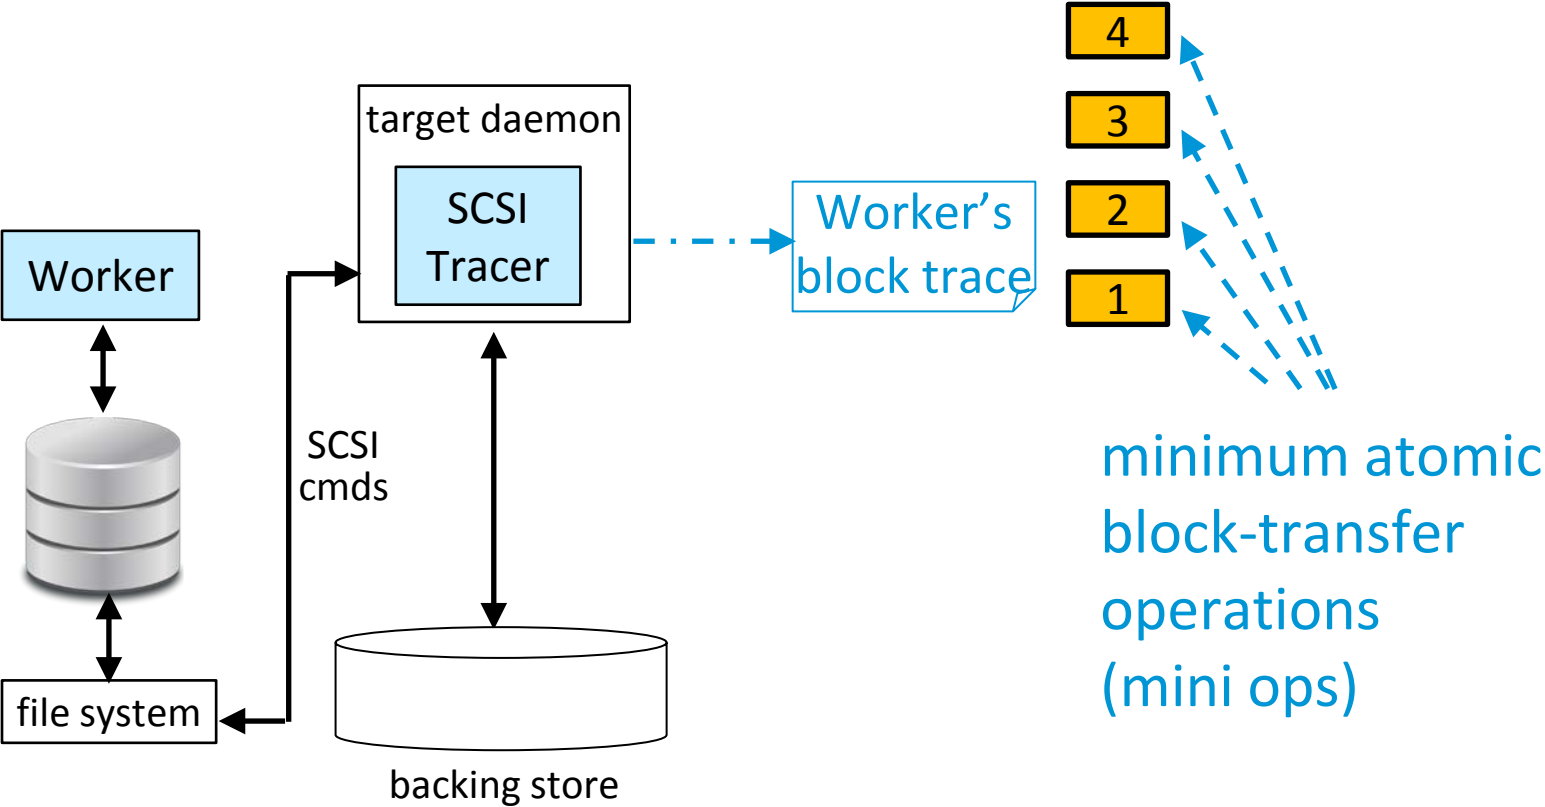 target daemon
SCSI
Tracer
Worker
SCSI
cmds
file system
backing store
Worker’s
block trace
4
3
2
1
minimum atomic
block-transfer
operations
(mini ops)